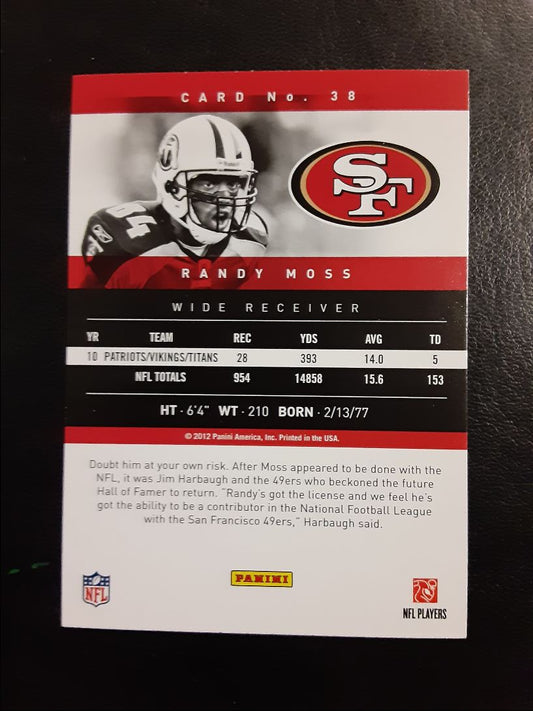 CARD No. 38
84
SF
RANDY MOSS
WIDE RECEIVER
YR TEAM REC YDS AVG TD
10 PATRIOTS/VIKINGS/TITANS 28 393 14.0 5
NFL TOTALS 954 14858 15.6 153
HT · 6'4" WT · 210 BORN · 2/13/77
© 2012 Panini America, Inc. Printed in the USA.
Doubt him at your own risk. After Moss appeared to be done with the
NFL, it was Jim Harbaugh and the 49ers who beckoned the future
Hall of Famer to return. "Randy's got the license and we feel he's
got the ability to be a contributor in the National Football League
with the San Francisco 49ers," Harbaugh said.
NFL
PANINI
NFL PLAYERS